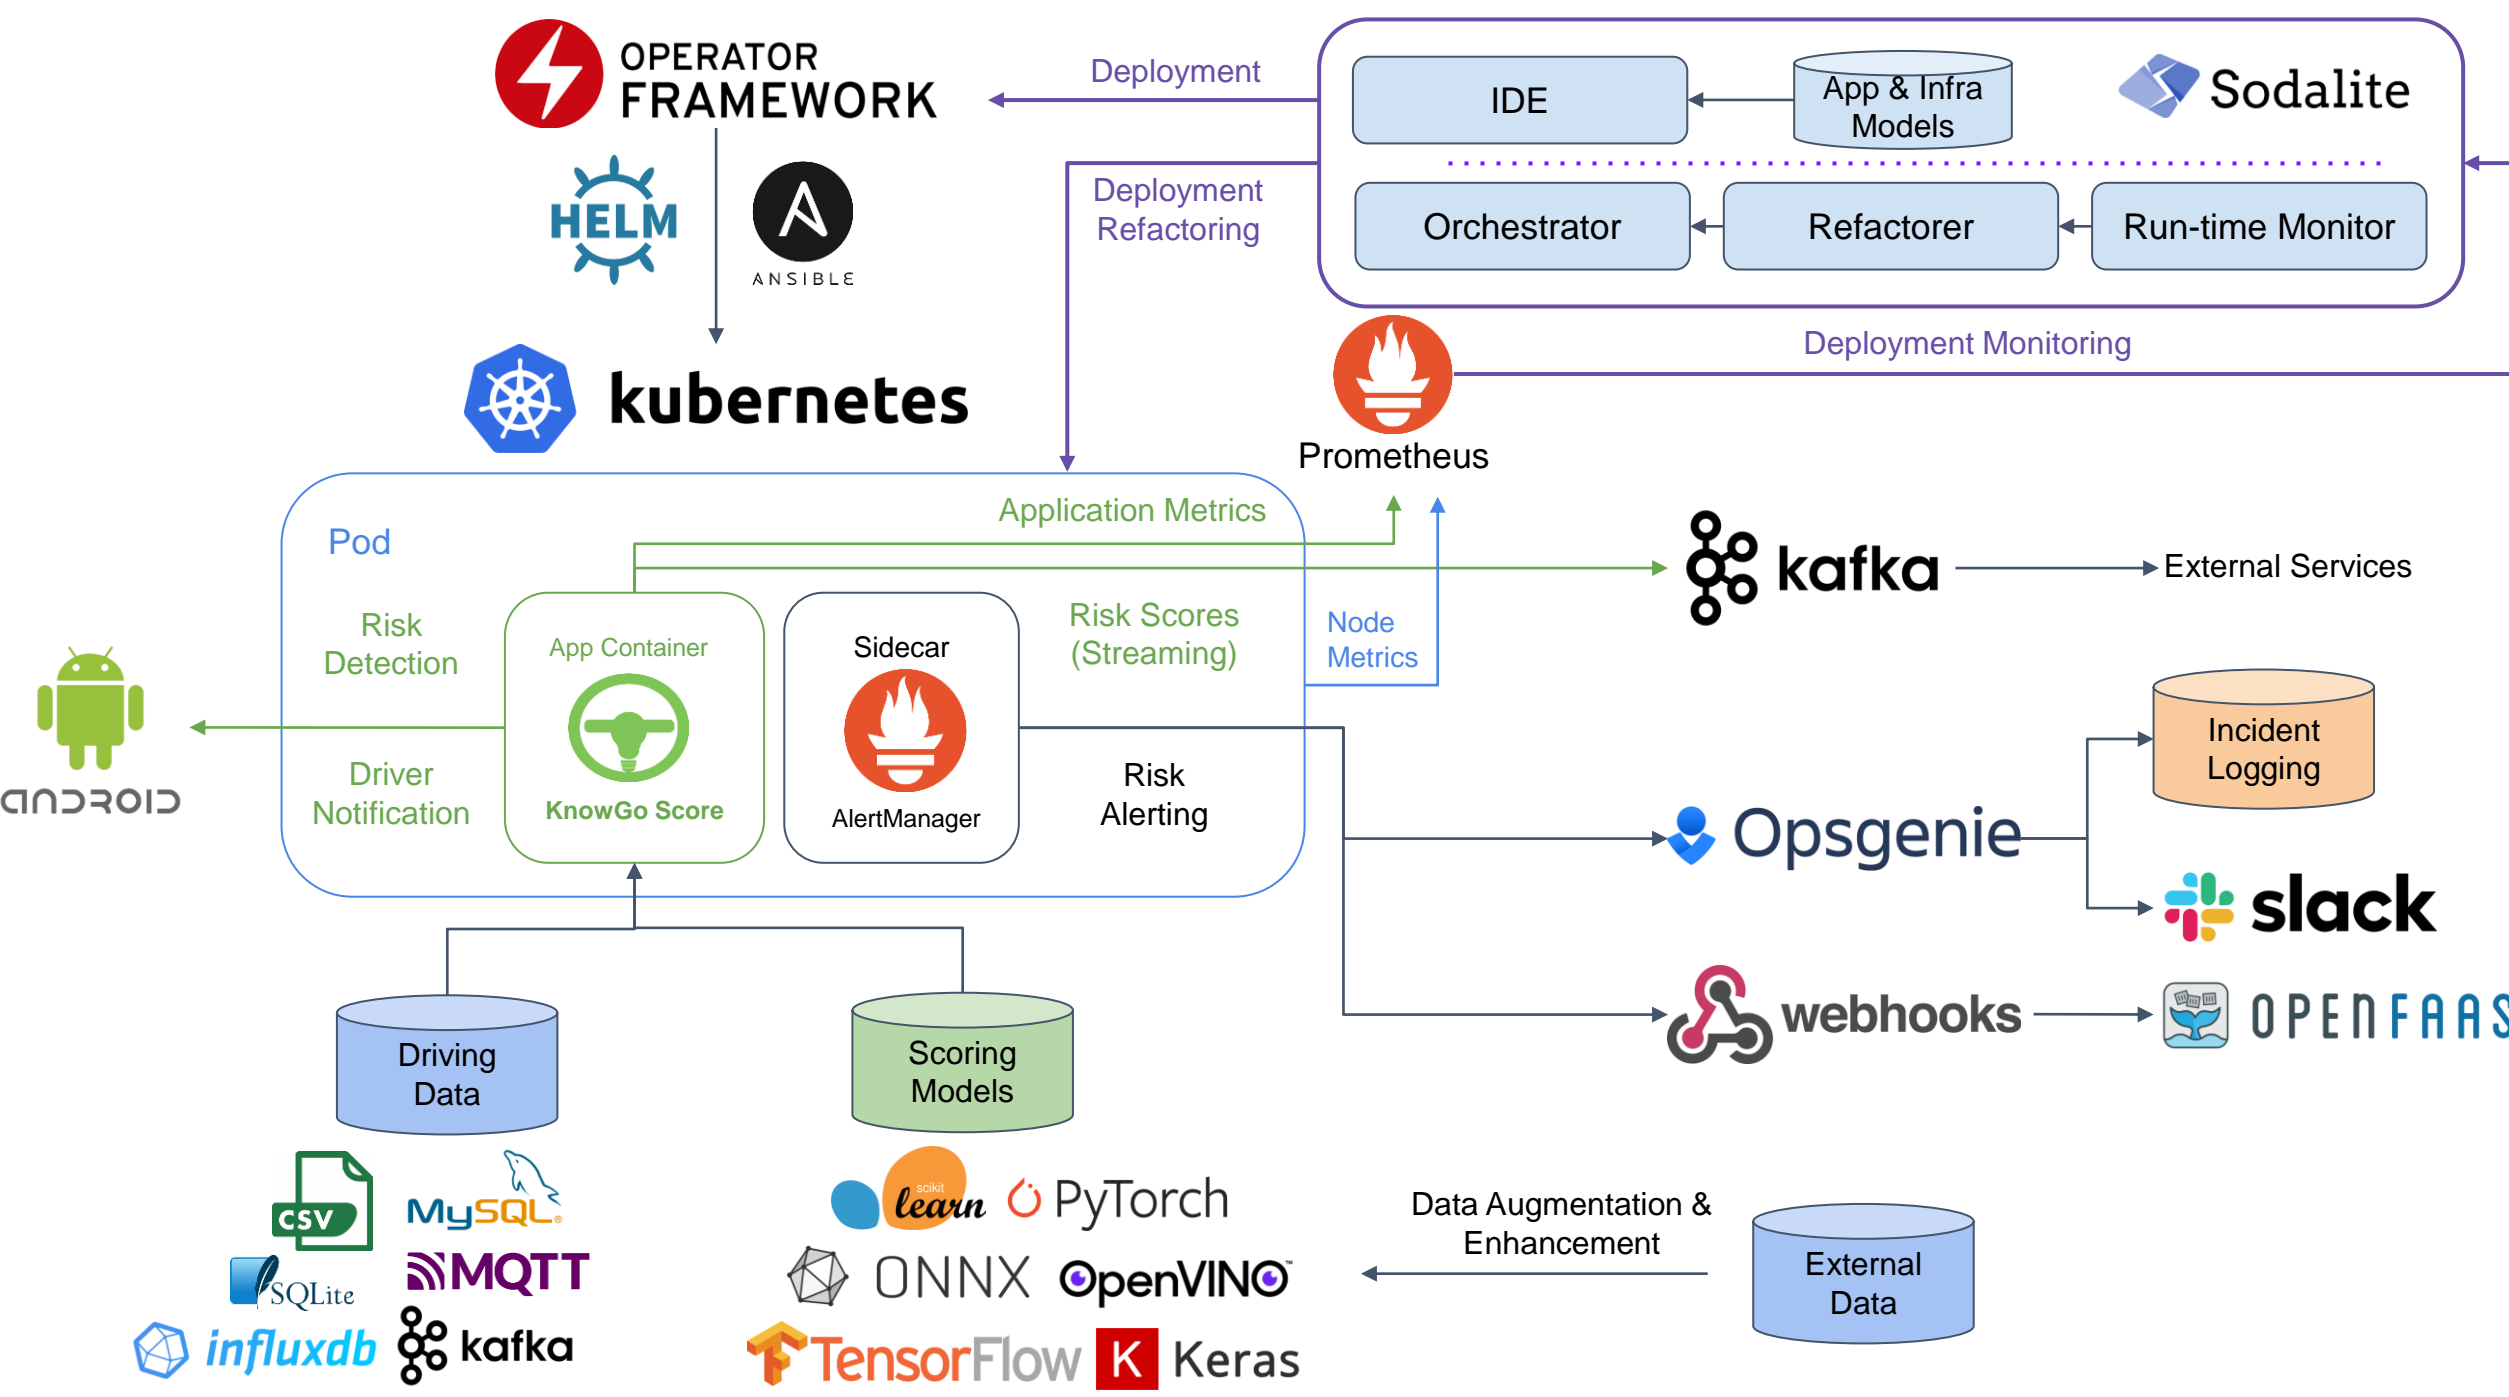 OPERATOR
FRAMEWORK
Deployment
IDE
App & Infra
Models
Sodalite
HELM
ANSIBLE
Deployment
Refactoring
Orchestrator
Refactorer
Run-time Monitor
Deployment Monitoring
kubernetes
Prometheus
Pod
Application Metrics
kafka
External Services
Risk
Detection
App Container
Sidecar
Risk Scores
(Streaming)
Node
Metrics
Driver
Notification
KnowGo Score
AlertManager
Risk
Alerting
android
Incident
Logging
Opsgenie
slack
webhooks
OPENFAAS
Driving
Data
Scoring
Models
CSV
MySQL®
SQLite
MQTT
influxdb
kafka
scikit
learn
PyTorch
ONNX
OpenVINO™
TensorFlow
K Keras
Data Augmentation &
Enhancement
External
Data